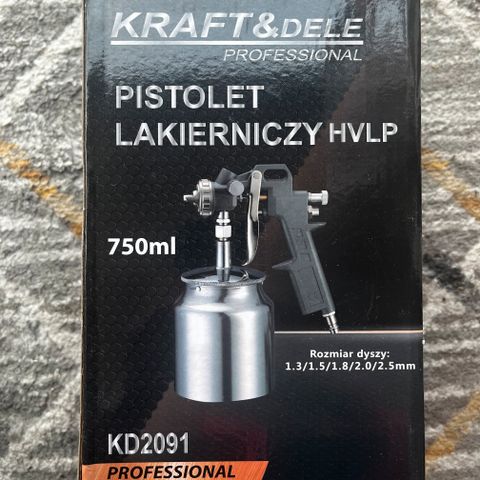 KRAFT&DELE
PROFESSIONAL
PISTOLET
LAKIERNICZY HVLP
750ml
Rozmiar dyszy:
1.3/1.5/1.8/2.0/2.5mm
KD2091
PROFESSIONAL